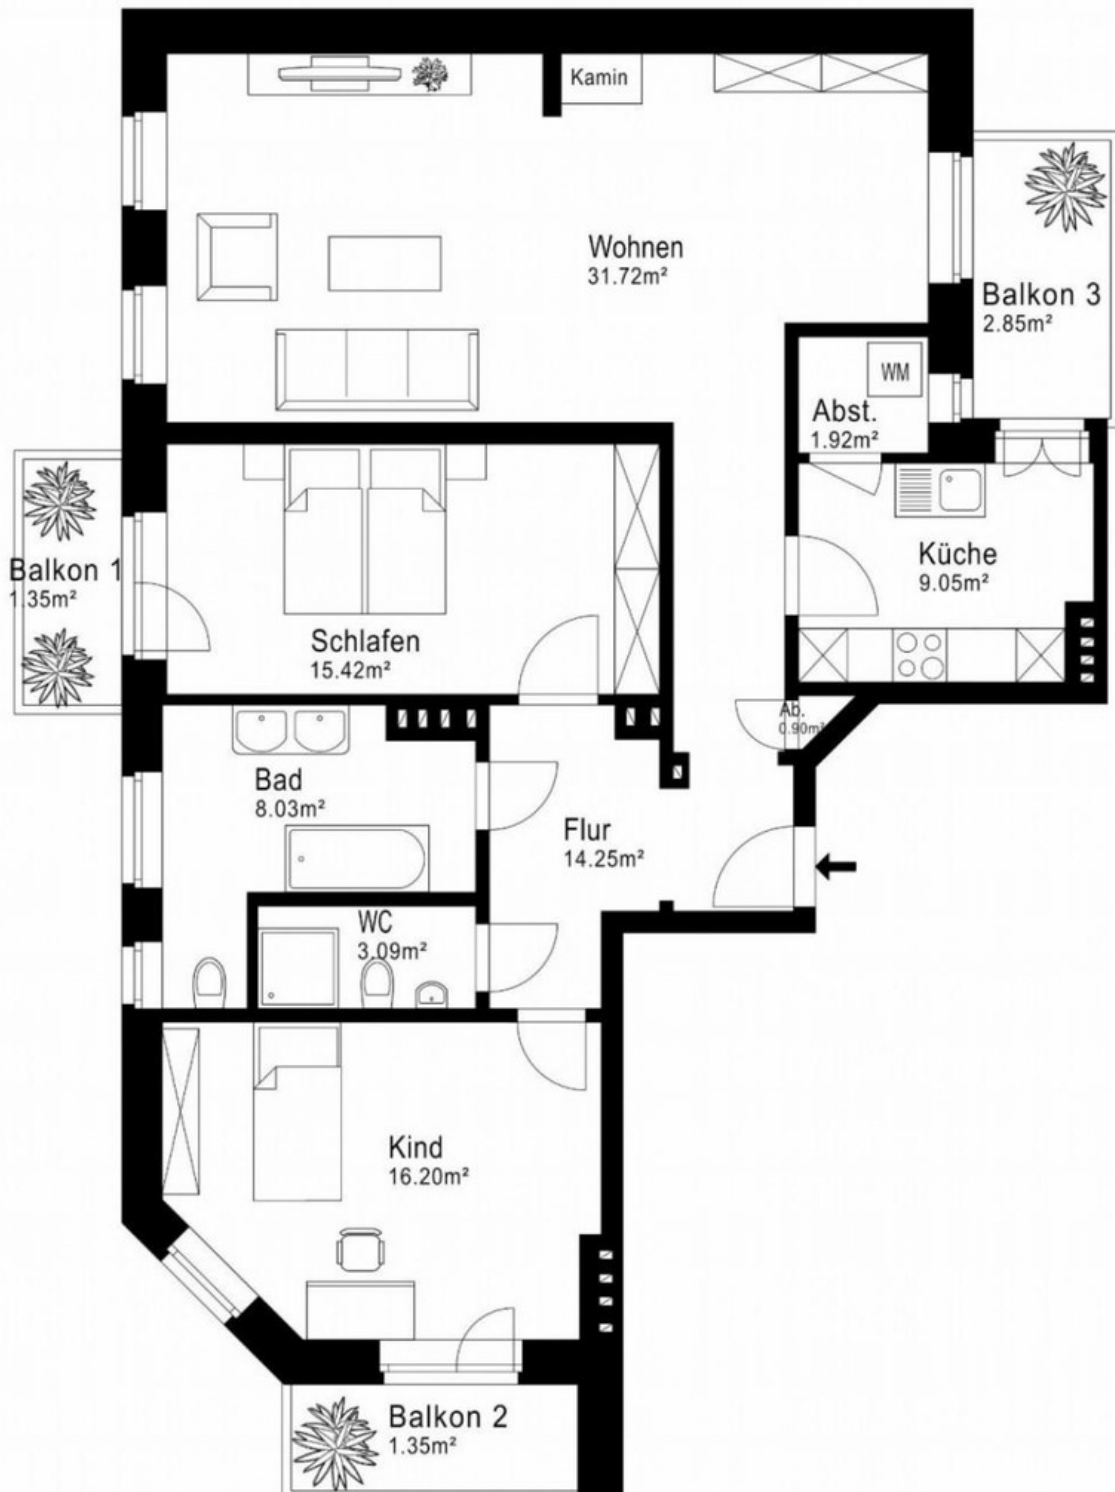 Kamin
Wohnen
31.72m²
Balkon 3
2.85m²
WM
Abst.
1.92m²
Küche
9.05m²
Balkon 1
1.35m²
Schlafen
15.42m²
Ab.
0.90m²
Bad
8.03m²
Flur
14.25m²
WC
3.09m²
Kind
16.20m²
Balkon 2
1.35m²